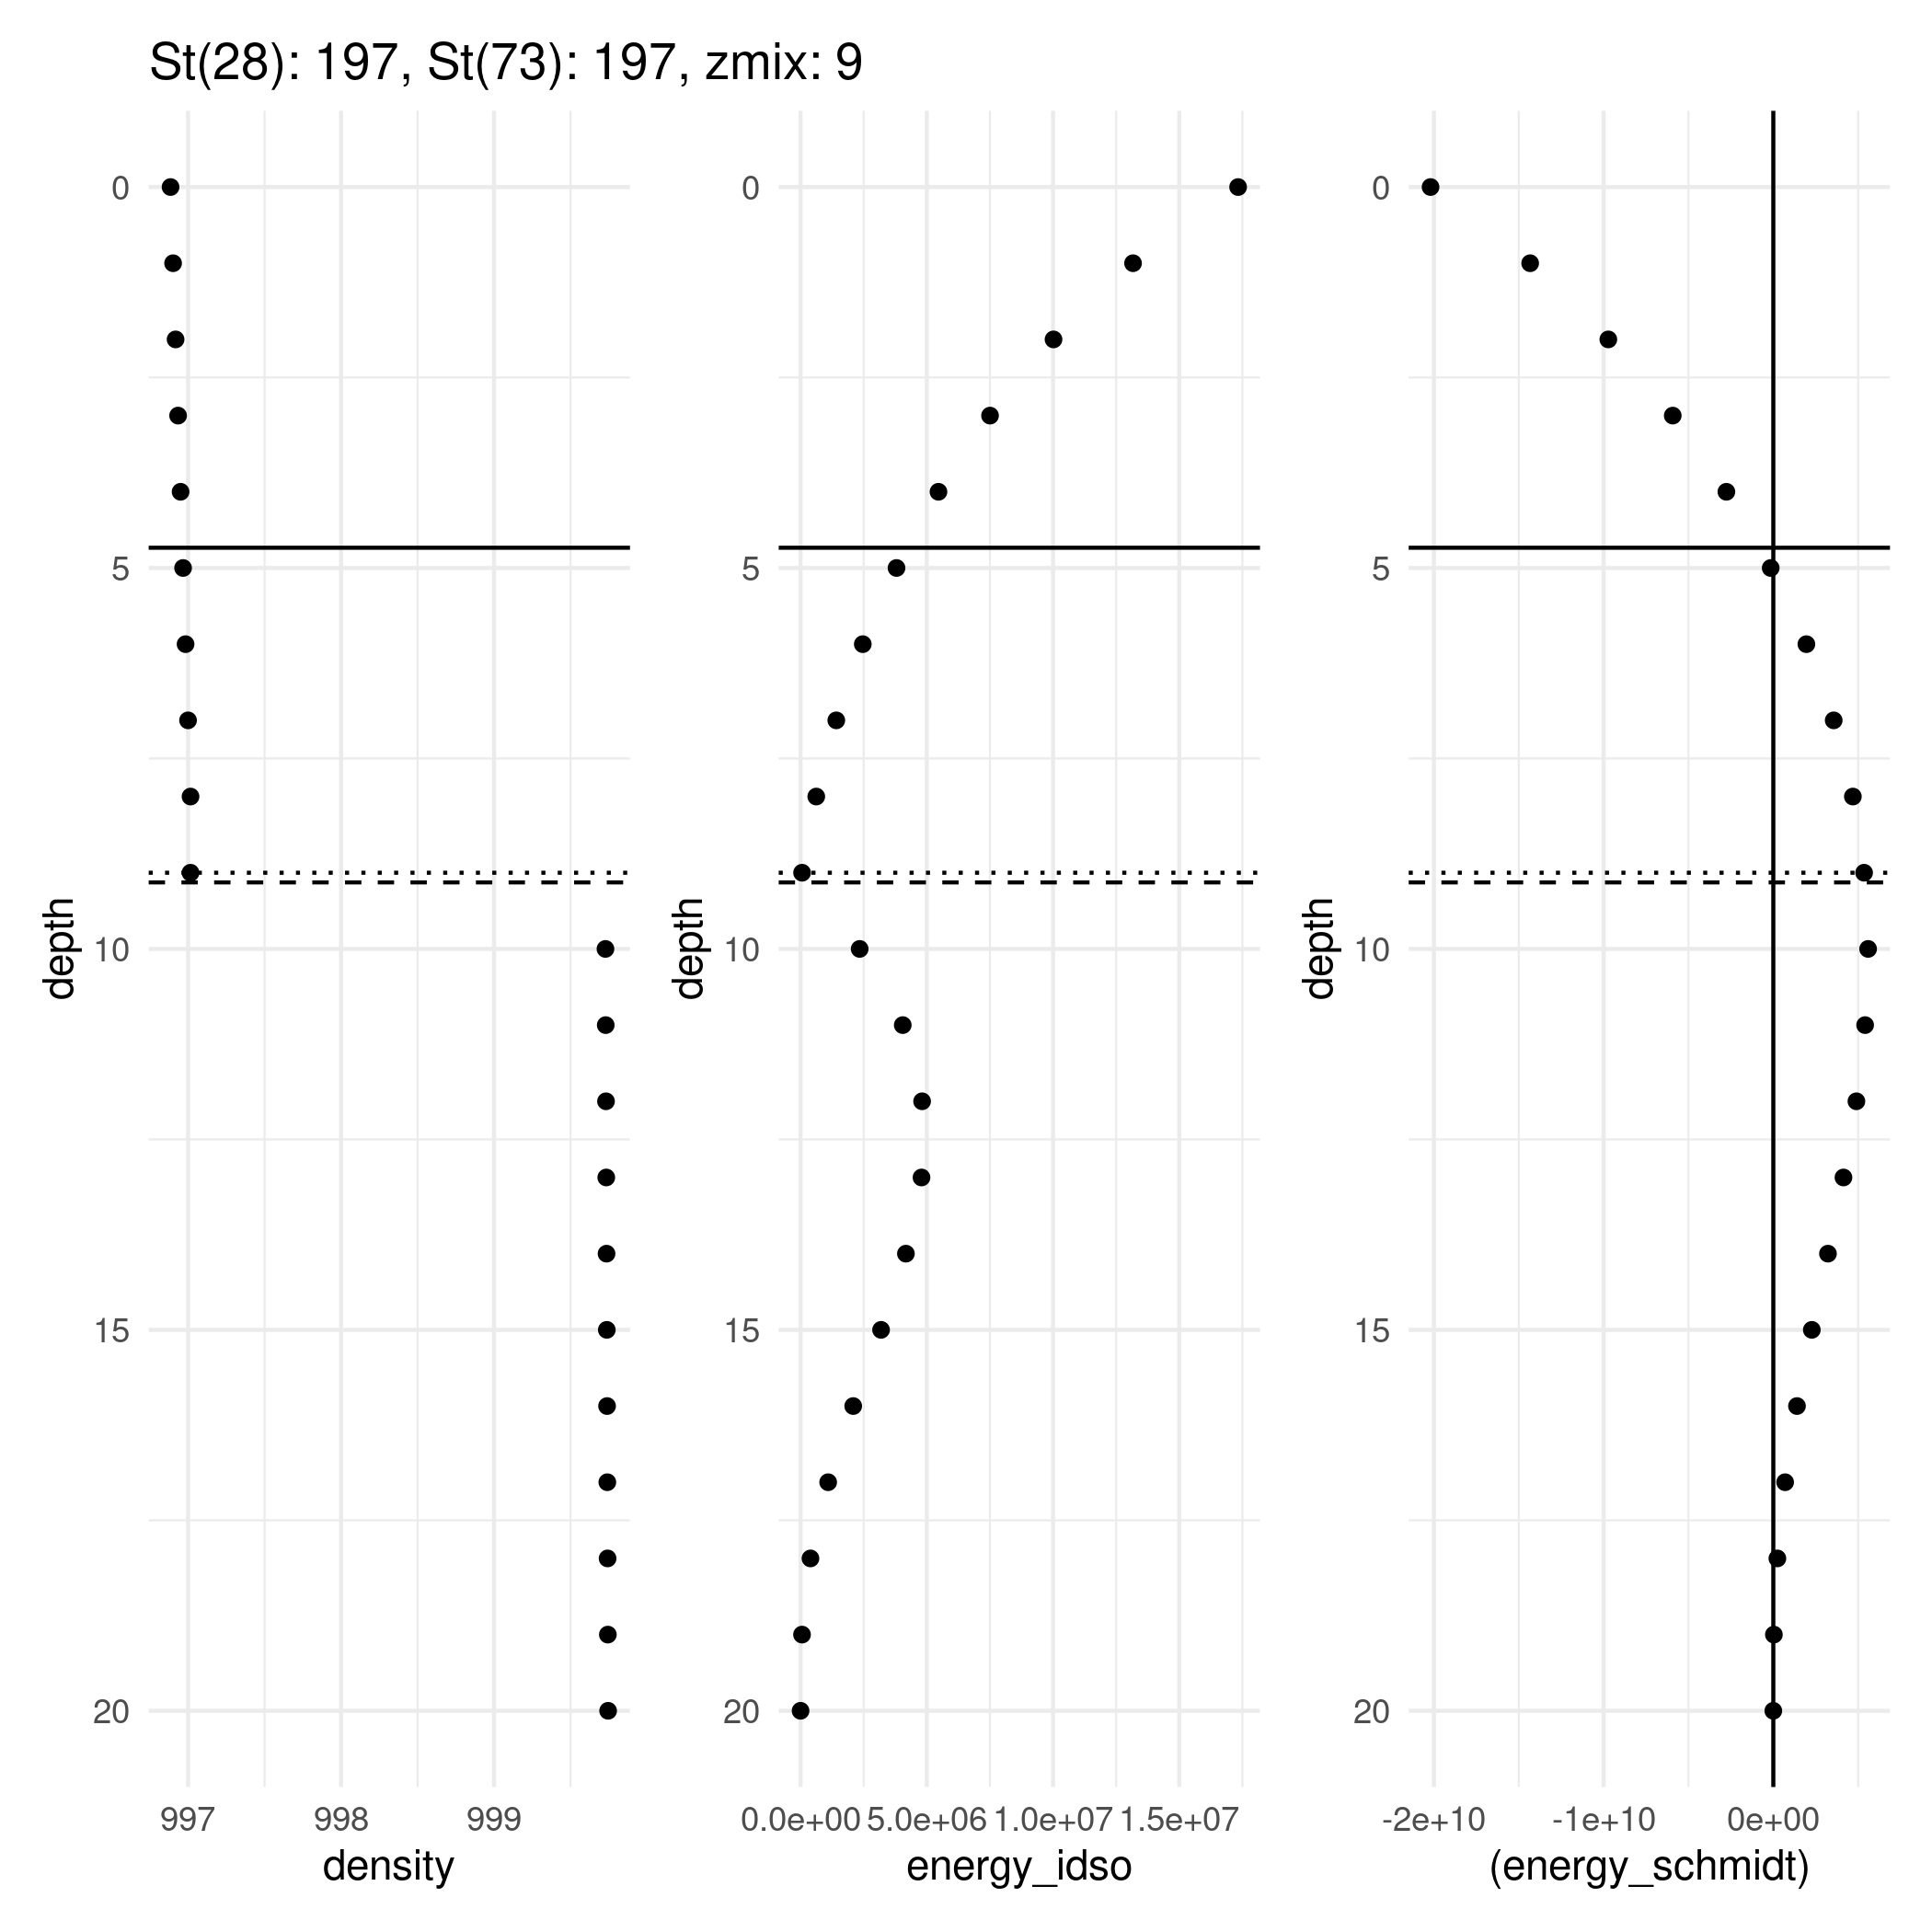 St(28): 197, St(73): 197, zmix: 9
depth
0
5
10
15
20
997 998 999
density
depth
0
5
10
15
20
0.0e+00 5.0e+06 1.0e+07 1.5e+07
energy_idso
depth
0
5
10
15
20
-2e+10 -1e+10 0e+00
(energy_schmidt)